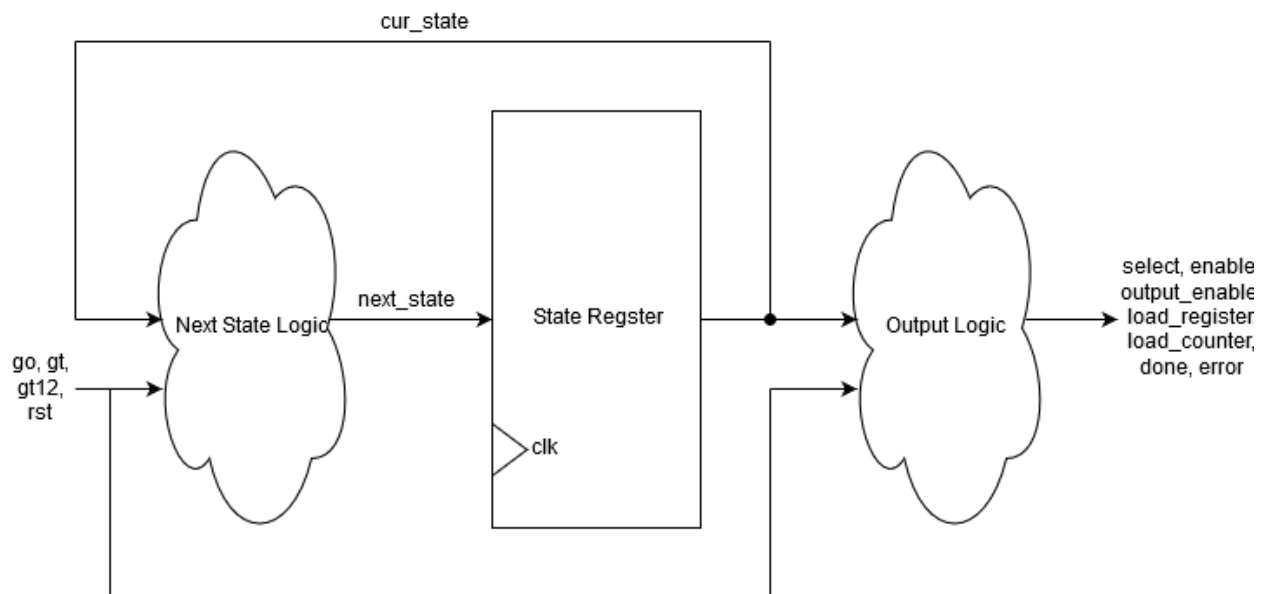 cur_state
Next State Logic
next_state
State Regster
clk
Output Logic
go, gt,
gt12,
rst
select, enable
output_enable
load_register
load_counter,
done, error